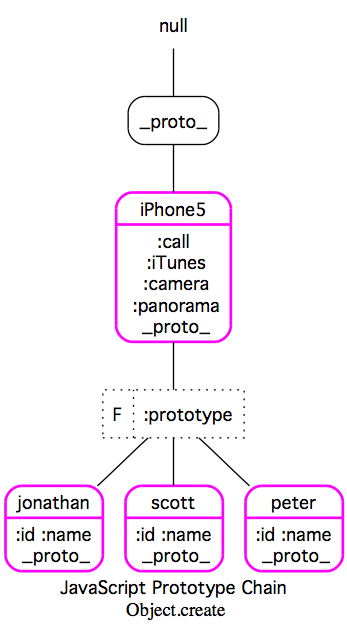 null
_proto_
iPhone5
:call
:iTunes
:camera
:panorama
_proto_
F :prototype
jonathan scott peter
:id :name :id :name :id :name
_proto_ _proto_ _proto_
JavaScript Prototype Chain
Object.create